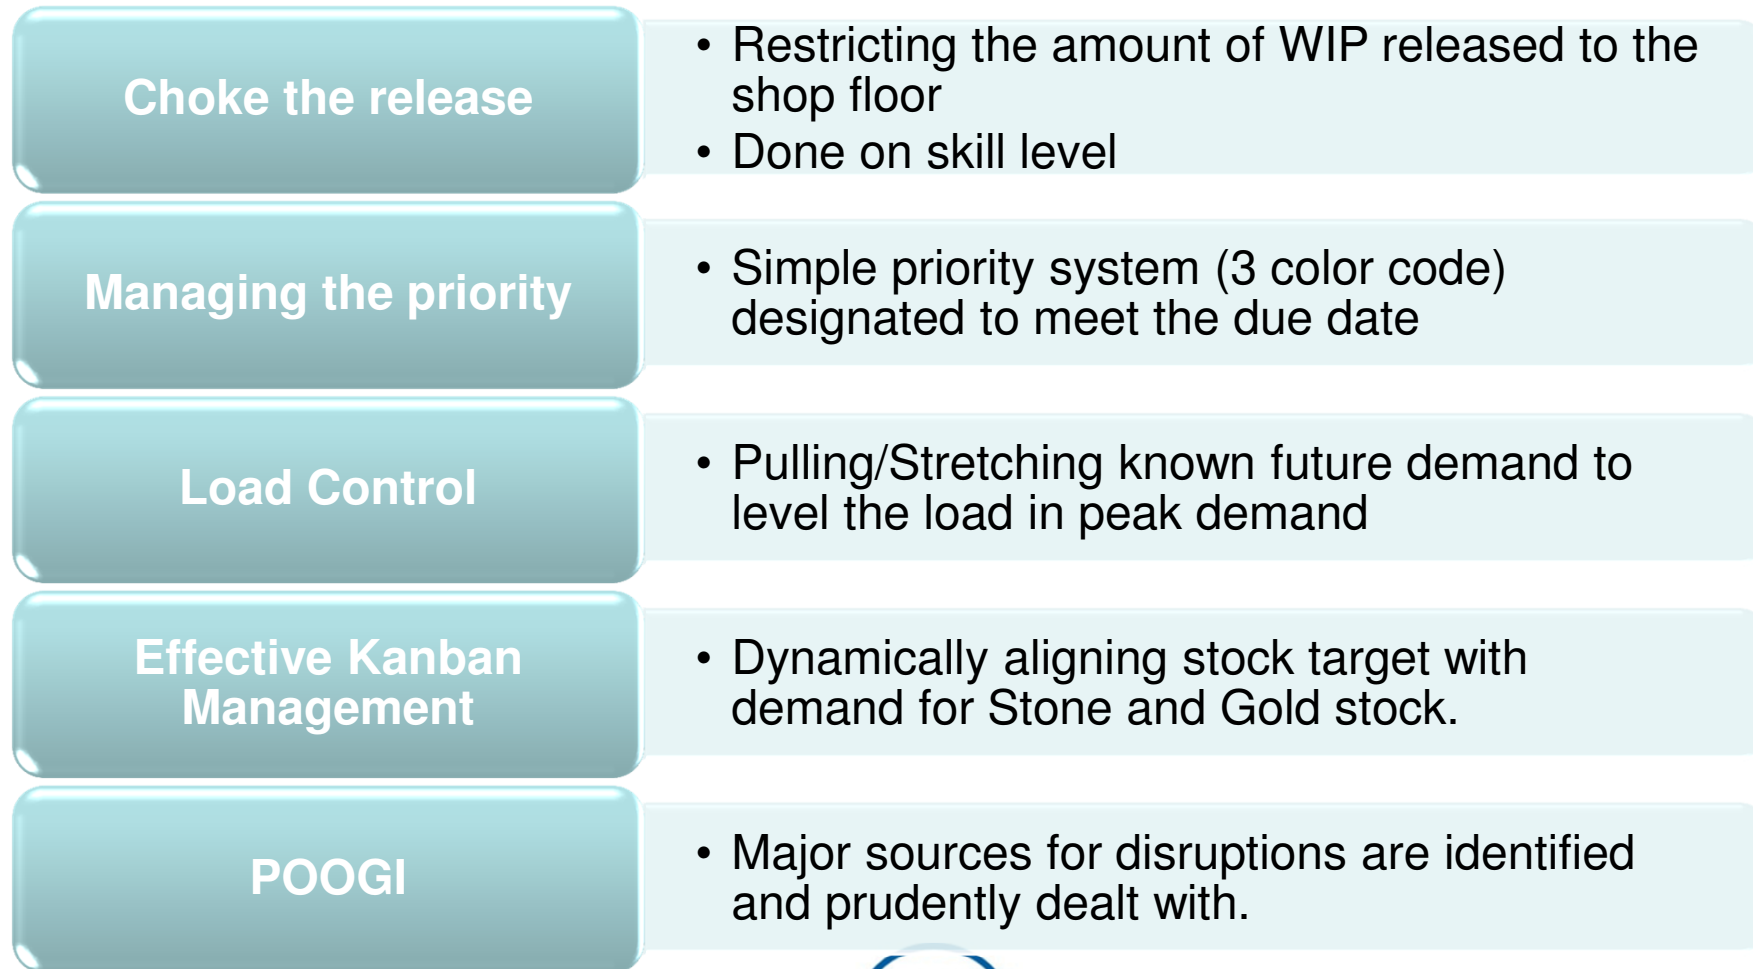 Choke the release
• Restricting the amount of WIP released to the
shop floor
• Done on skill level
Managing the priority
• Simple priority system (3 color code)
designated to meet the due date
Load Control
• Pulling/Stretching known future demand to
level the load in peak demand
Effective Kanban
Management
• Dynamically aligning stock target with
demand for Stone and Gold stock.
POOGI
• Major sources for disruptions are identified
and prudently dealt with.